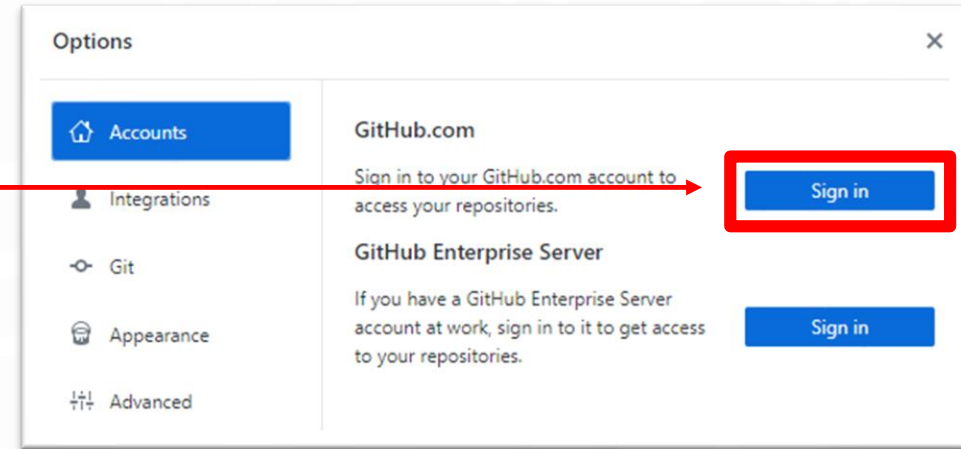 Options
Accounts
Integrations
Git
Appearance
Advanced
GitHub.com
Sign in to your GitHub.com account to
access your repositories.
Sign in
GitHub Enterprise Server
If you have a GitHub Enterprise Server
account at work, sign in to it to get access
to your repositories.
Sign in